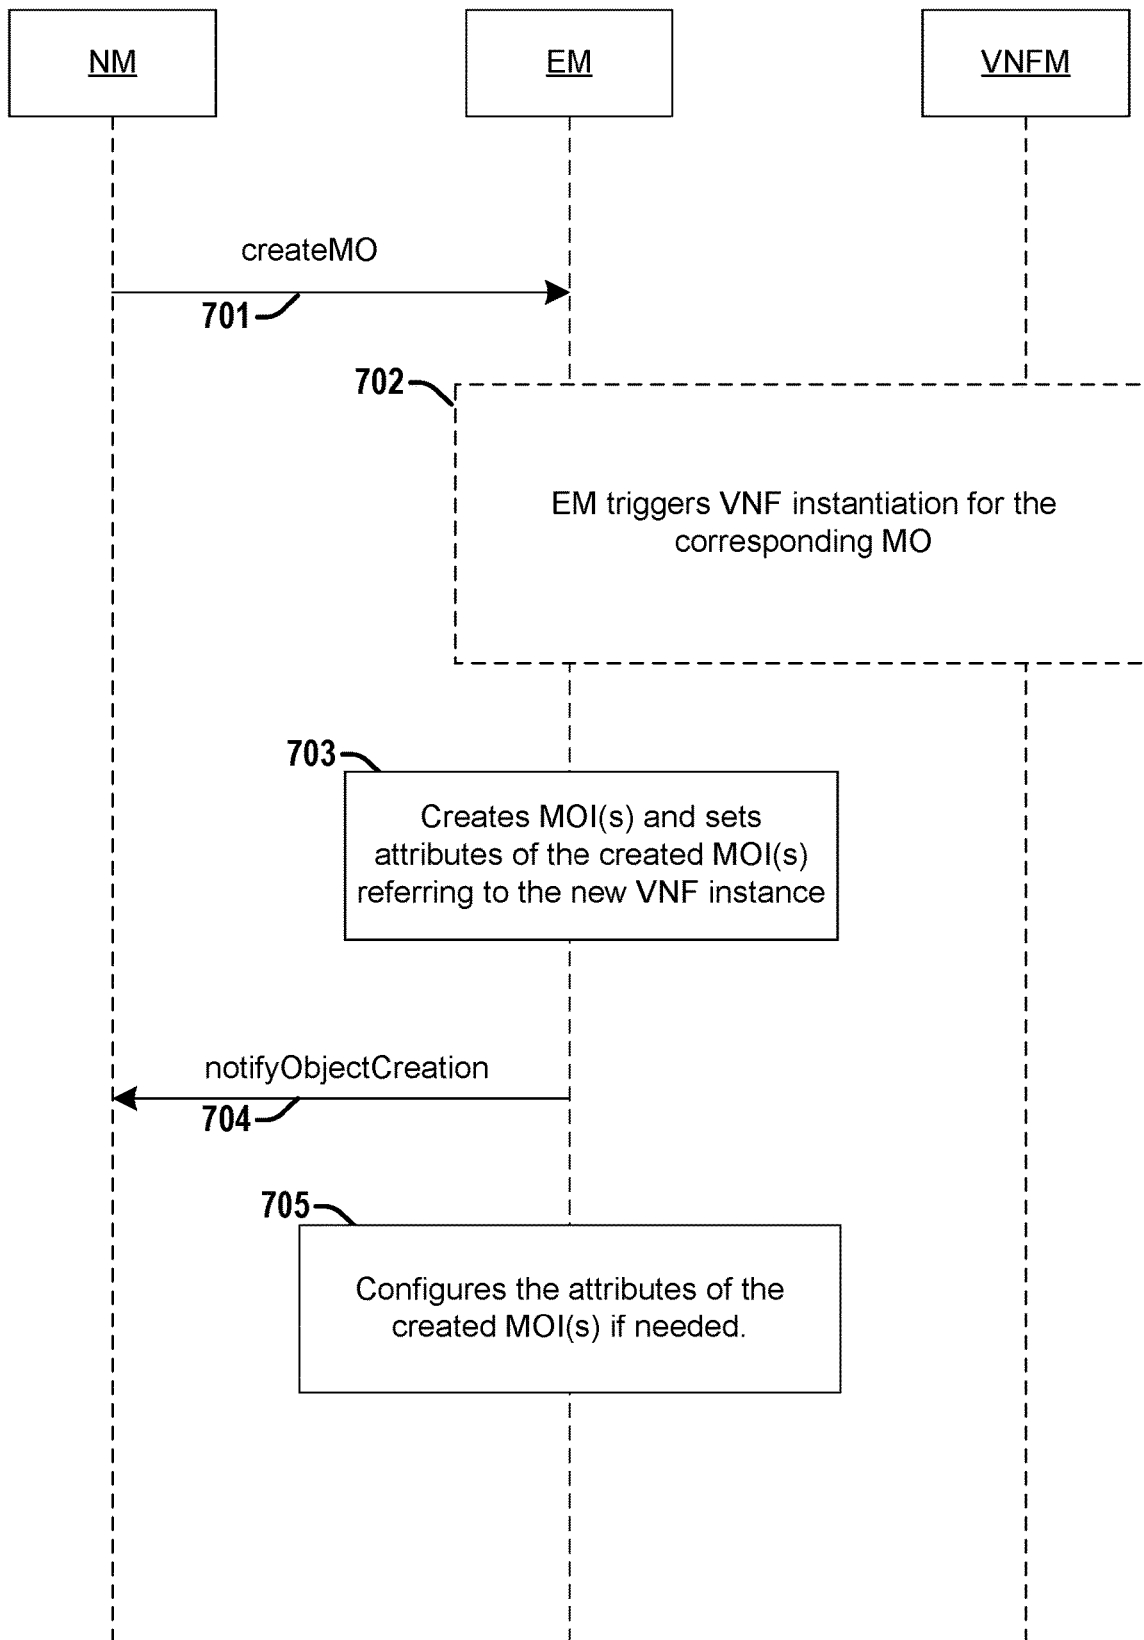 NM
EM
VNFM
createMO
701
702
EM triggers VNF instantiation for the
corresponding MO
703
Creates MOI(s) and sets
attributes of the created MOI(s)
referring to the new VNF instance
notifyObjectCreation
704
705
Configures the attributes of the
created MOI(s) if needed.